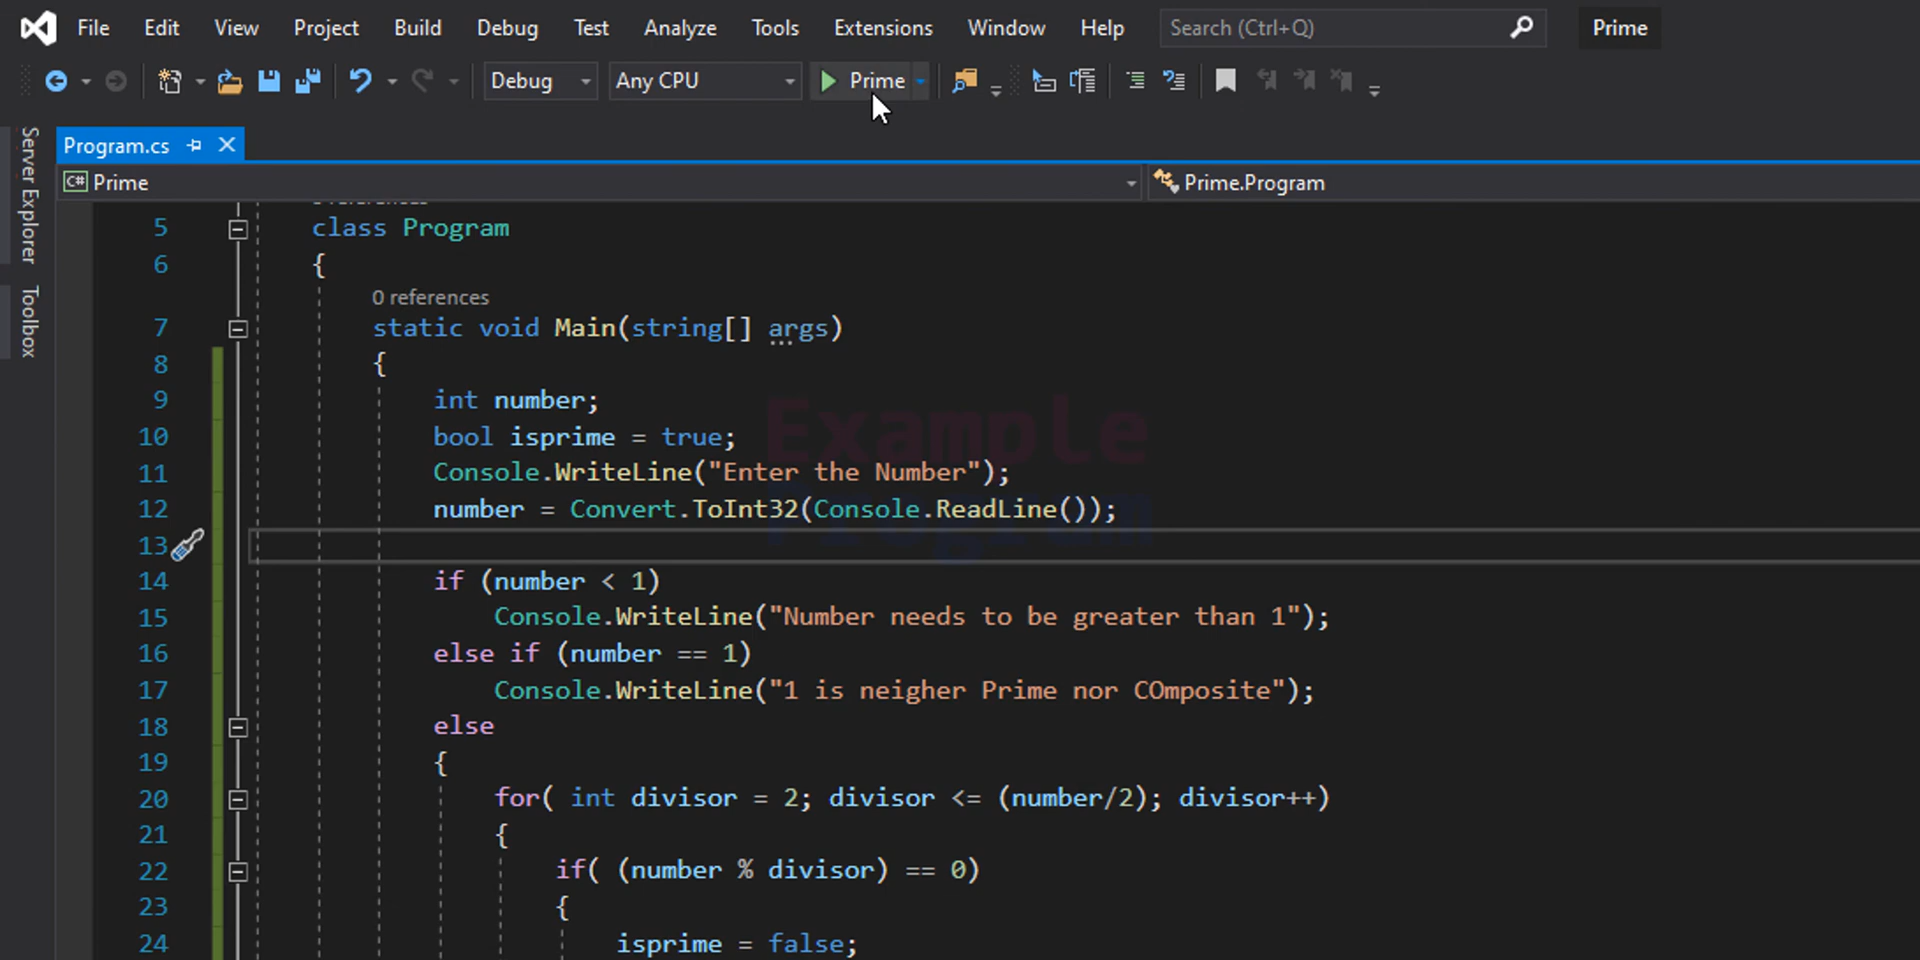 File Edit View Project Build Debug Test Analyze Tools Extensions Window Help Search (Ctrl+Q) Prime
Debug Any CPU Prime
Server Explorer
Toolbox
Program.cs
C# Prime Prime.Program
5 class Program
6 {
0 references
7 static void Main(string[] args)
8 {
9 int number;
10 bool isprime = true;
11 Console.WriteLine("Enter the Number");
12 number = Convert.ToInt32(Console.ReadLine());
13
14 if (number < 1)
15 Console.WriteLine("Number needs to be greater than 1");
16 else if (number == 1)
17 Console.WriteLine("1 is neigher Prime nor COmposite");
18 else
19 {
20 for( int divisor = 2; divisor <= (number/2); divisor++)
21 {
22 if( (number % divisor) == 0)
23 {
24 isprime = false;
Example
Program